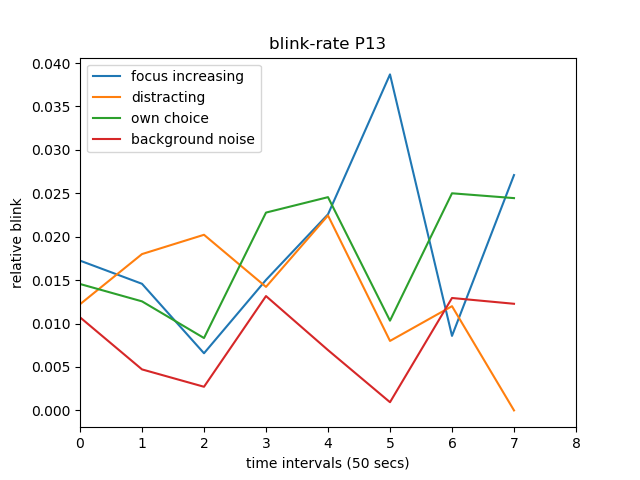 blink-rate P13
0.040
0.035
0.030
0.025
0.020
0.015
0.010
0.005
0.000
relative blink
focus increasing
distracting
own choice
background noise
0 1 2 3 4 5 6 7 8
time intervals (50 secs)